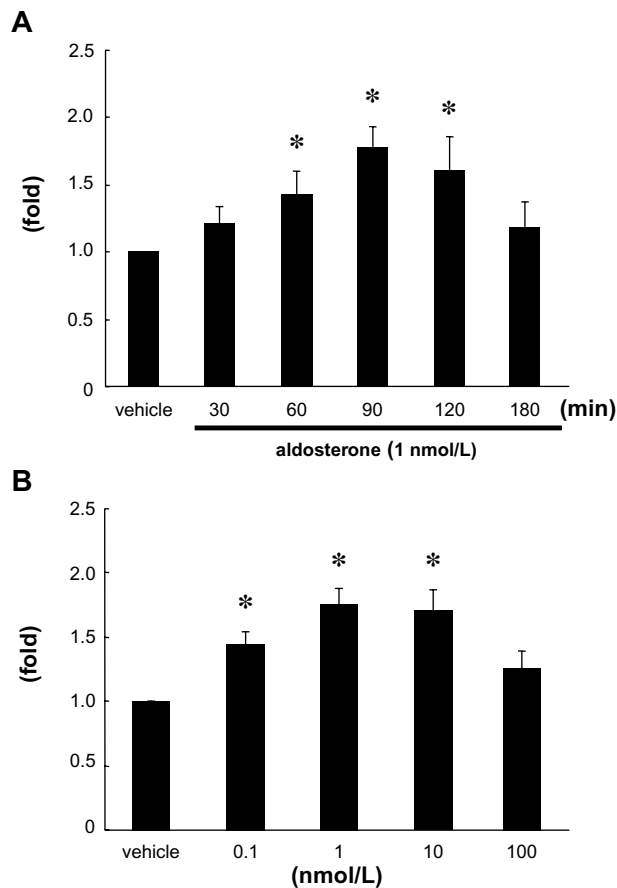 A
2.5
2.0
1.5
1.0
0.5
0
(fold)
*
*
*
vehicle 30 60 90 120 180 (min)
aldosterone (1 nmol/L)
B
2.5
2.0
1.5
1.0
0.5
0
(fold)
*
*
*
vehicle 0.1 1 10 100
(nmol/L)